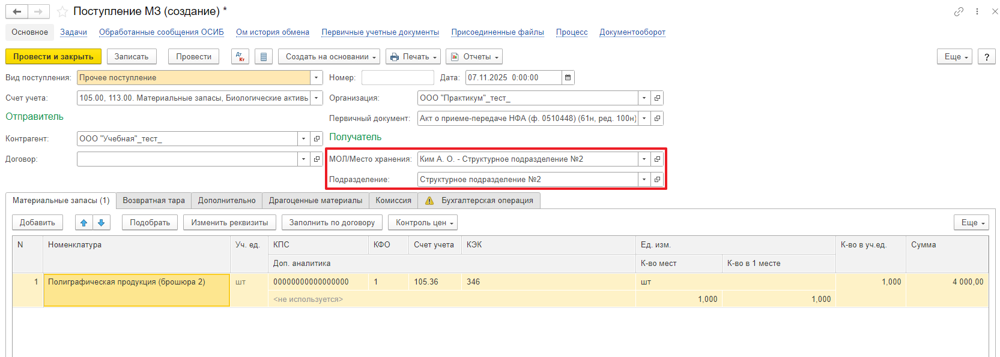 Поступление МЗ (создание) *
Основное Задачи Обработанные сообщения ОСИБ Ом история обмена Первичные учетные документы Присоединенные файлы Процесс Документооборот
Провести и закрыть Записать Провести Дт Кт Создать на основании Печать Отчеты Еще ?
Вид поступления: Прочее поступление Номер: Дата: 07.11.2025 0:00:00
Счет учета: 105.00, 113.00. Материальные запасы, Биологические активы Организация: ООО "Практикум"_тест_
Отправитель Первичный документ: Акт о приеме-передаче НФА (ф. 0510448) (61н, ред. 100н)
Контрагент: ООО "Учебная"_тест_ Получатель
Договор: МОЛ/Место хранения: Ким А. О. - Структурное подразделение №2
Подразделение: Структурное подразделение №2
Материальные запасы (1) Возвратная тара Дополнительно Драгоценные материалы Комиссия Бухгалтерская операция
Добавить Подобрать Изменить реквизиты Заполнить по договору Контроль цен Еще
N Номенклатура Уч. ед. КПС КФО Счет учета КЭК Ед. изм. К-во в уч.ед. Сумма
Доп. аналитика К-во мест К-во в 1 месте
1 Полиграфическая продукция (брошюра 2) шт 00000000000000000 1 105.36 346 шт 1,000 4 000,00
<не используется> 1,000 1,000